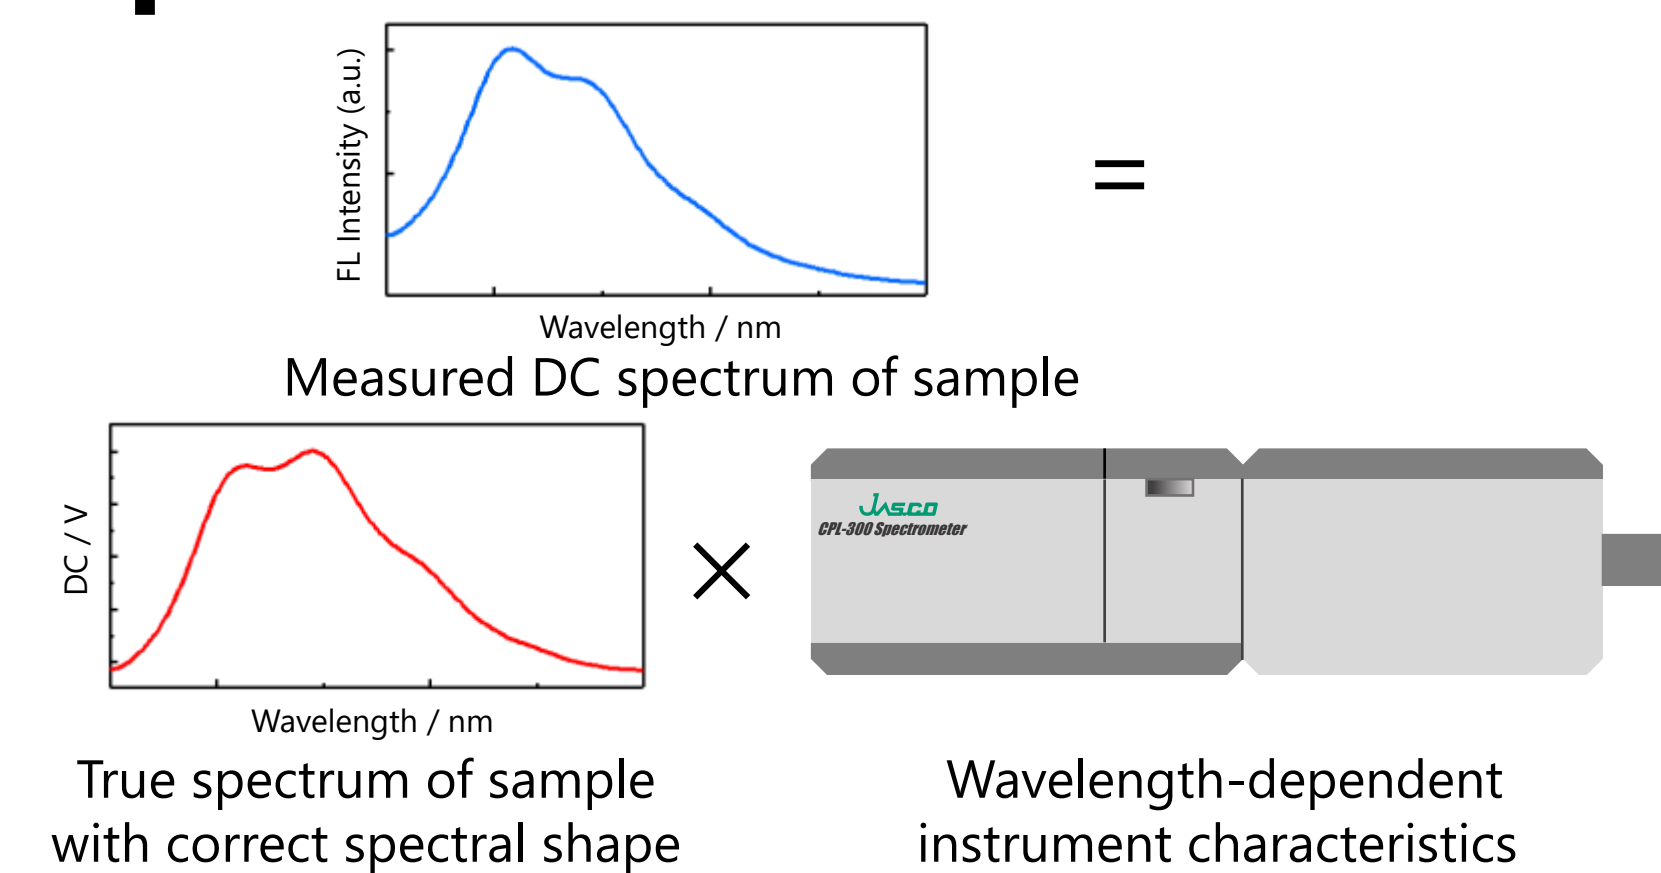 FL Intensity (a.u.)
Wavelength / nm
=
Measured DC spectrum of sample
DC / V
Wavelength / nm
×
JASCO
CPL-300 Spectrometer
True spectrum of sample
with correct spectral shape
Wavelength-dependent
instrument characteristics